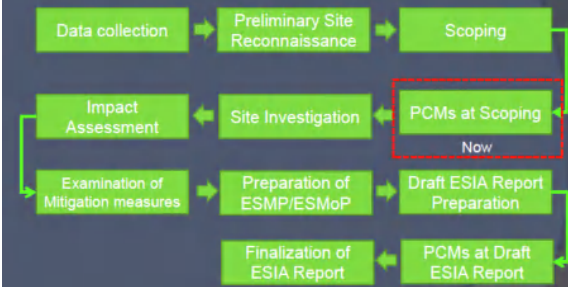 Data collection
Preliminary Site
Reconnaissance
Scoping
PCMs at Scoping
Now
Site Investigation
Impact
Assessment
Examination of
Mitigation measures
Preparation of
ESMP/ESMoP
Draft ESIA Report
Preparation
PCMs at Draft
ESIA Report
Finalization of
ESIA Report